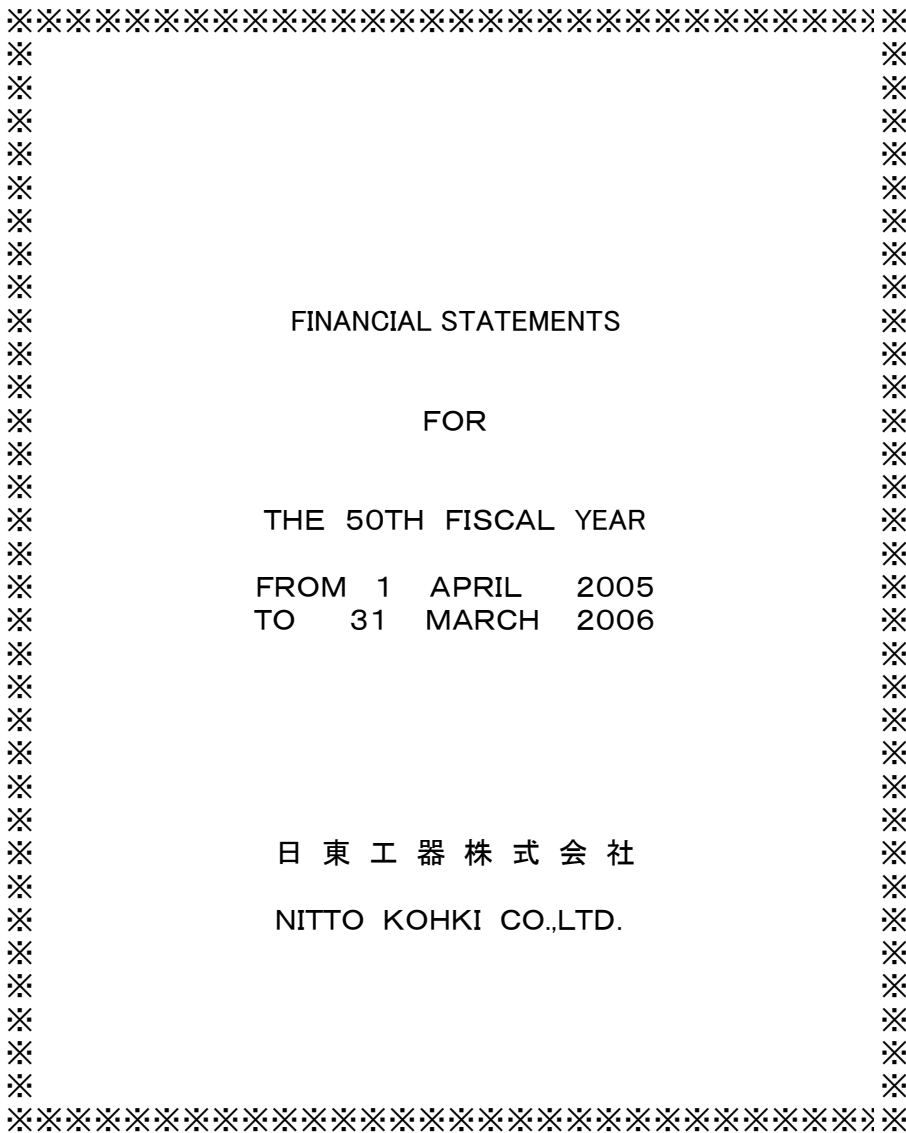 ※※※※※※※※※※※※※※※※※※※※※※※※※※※※※※
FINANCIAL STATEMENTS
FOR
THE 50TH FISCAL YEAR
FROM 1 APRIL 2005
TO 31 MARCH 2006
日東工器株式会社
NITTO KOHKI CO.,LTD.
※※※※※※※※※※※※※※※※※※※※※※※※※※※※※※